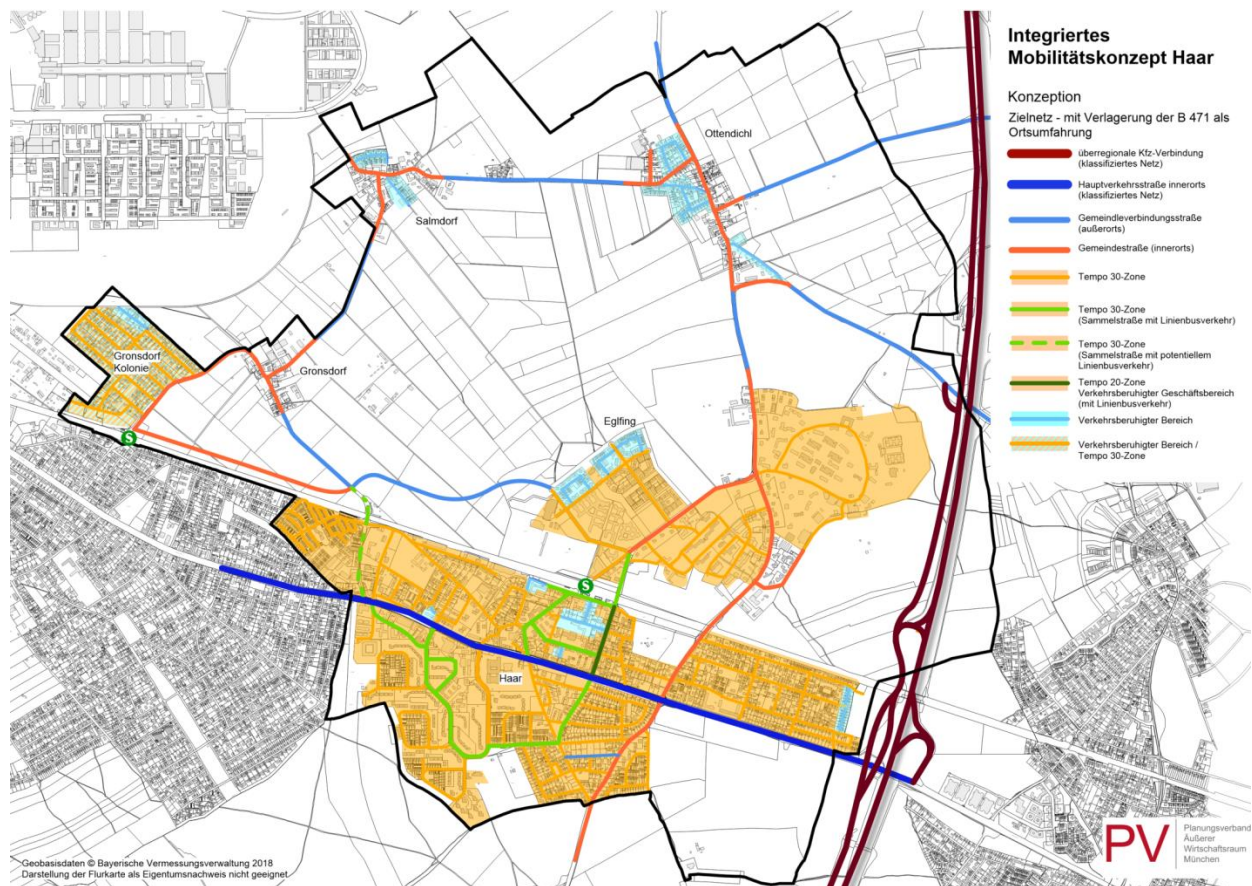 Integriertes
Mobilitätskonzept Haar
Konzeption
Zielnetz - mit Verlagerung der B 471 als
Ortsumfahrung
überregionale Kfz-Verbindung
(klassifiziertes Netz)
Hauptverkehrsstraße innerorts
(klassifiziertes Netz)
Gemeindleverbindungsstraße
(außerorts)
Gemeindestraße (innerorts)
Tempo 30-Zone
Tempo 30-Zone
(Sammelstraße mit Linienbusverkehr)
Tempo 30-Zone
(Sammelstraße mit potentiellem
Linienbusverkehr)
Tempo 20-Zone
Verkehrsberuhigter Geschäftsbereich
(mit Linienbusverkehr)
Verkehrsberuhigter Bereich
Verkehrsberuhigter Bereich /
Tempo 30-Zone
Ottendichl
Salmdorf
Gronsdorf
Kolonie
Gronsdorf
S
Eglfing
S
Haar
PV
Planungsverband
Äußerer
Wirtschaftsraum
München
Geobasisdaten © Bayerische Vermessungsverwaltung 2018
Darstellung der Flurkarte als Eigentumsnachweis nicht geeignet